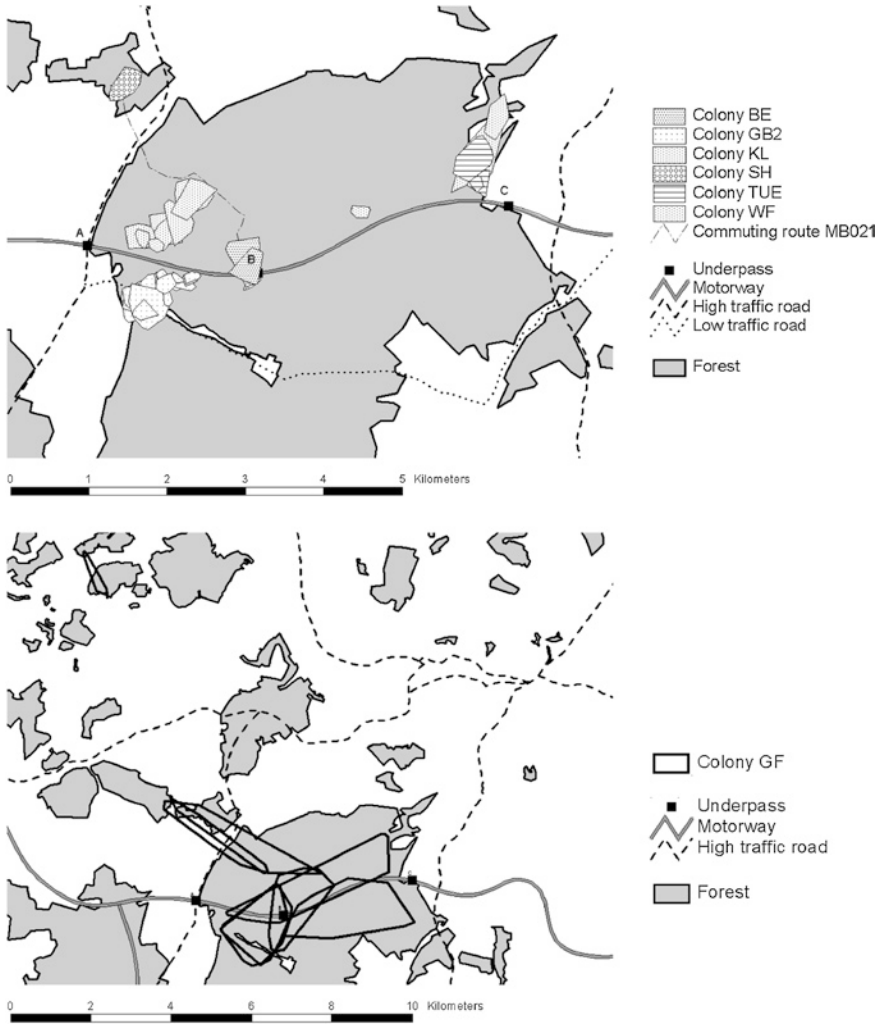 A
B
C
Colony BE
Colony GB2
Colony KL
Colony SH
Colony TUE
Colony WF
Commuting route MB021
Underpass
Motorway
High traffic road
Low traffic road
Forest
0 1 2 3 4 5 Kilometers
Colony GF
Underpass
Motorway
High traffic road
Forest
0 2 4 6 8 10 Kilometers